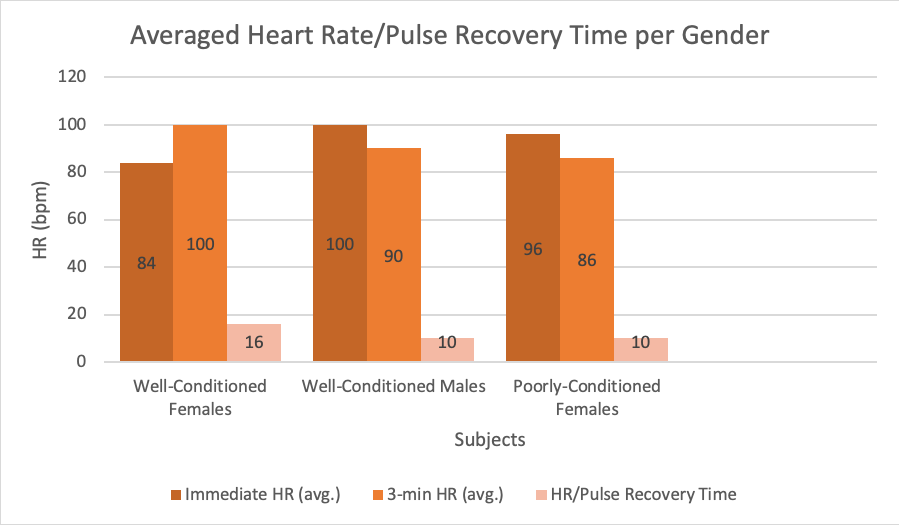 Averaged Heart Rate/Pulse Recovery Time per Gender
120
100
80
60
40
20
0
HR (bpm)
84
100
16
100
90
10
96
86
10
Well-Conditioned
Females
Well-Conditioned Males
Poorly-Conditioned
Females
Subjects
Immediate HR (avg.)
3-min HR (avg.)
HR/Pulse Recovery Time